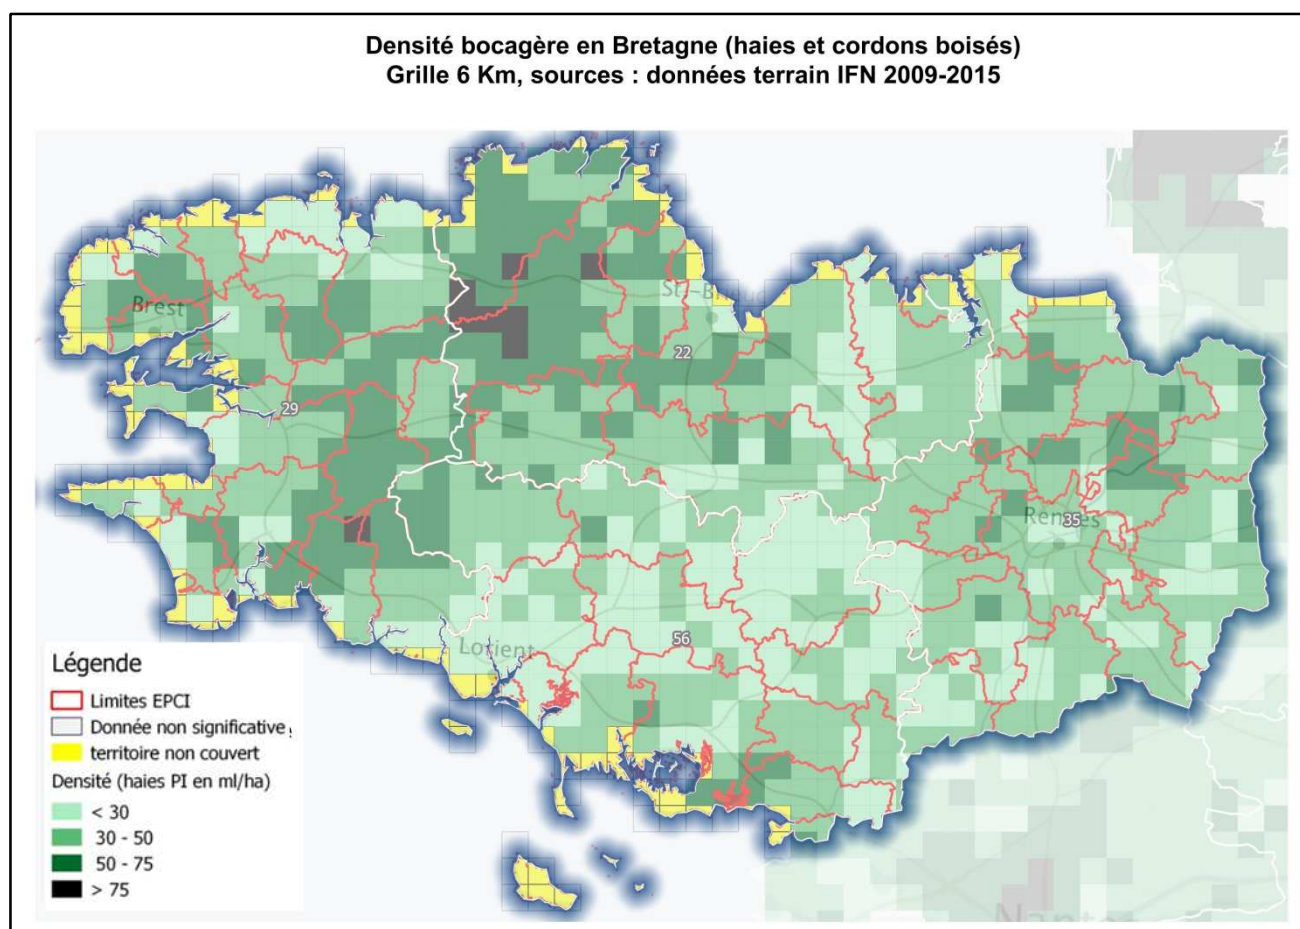 Densité bocagère en Bretagne (haies et cordons boisés)
Grille 6 Km, sources : données terrain IFN 2009-2015
Brest
22
29
Rennes
35
Lorient
56
Légende
Limites EPCI
Donnée non significative
territoire non couvert
Densité (haies PI en ml/ha)
< 30
30 - 50
50 - 75
> 75